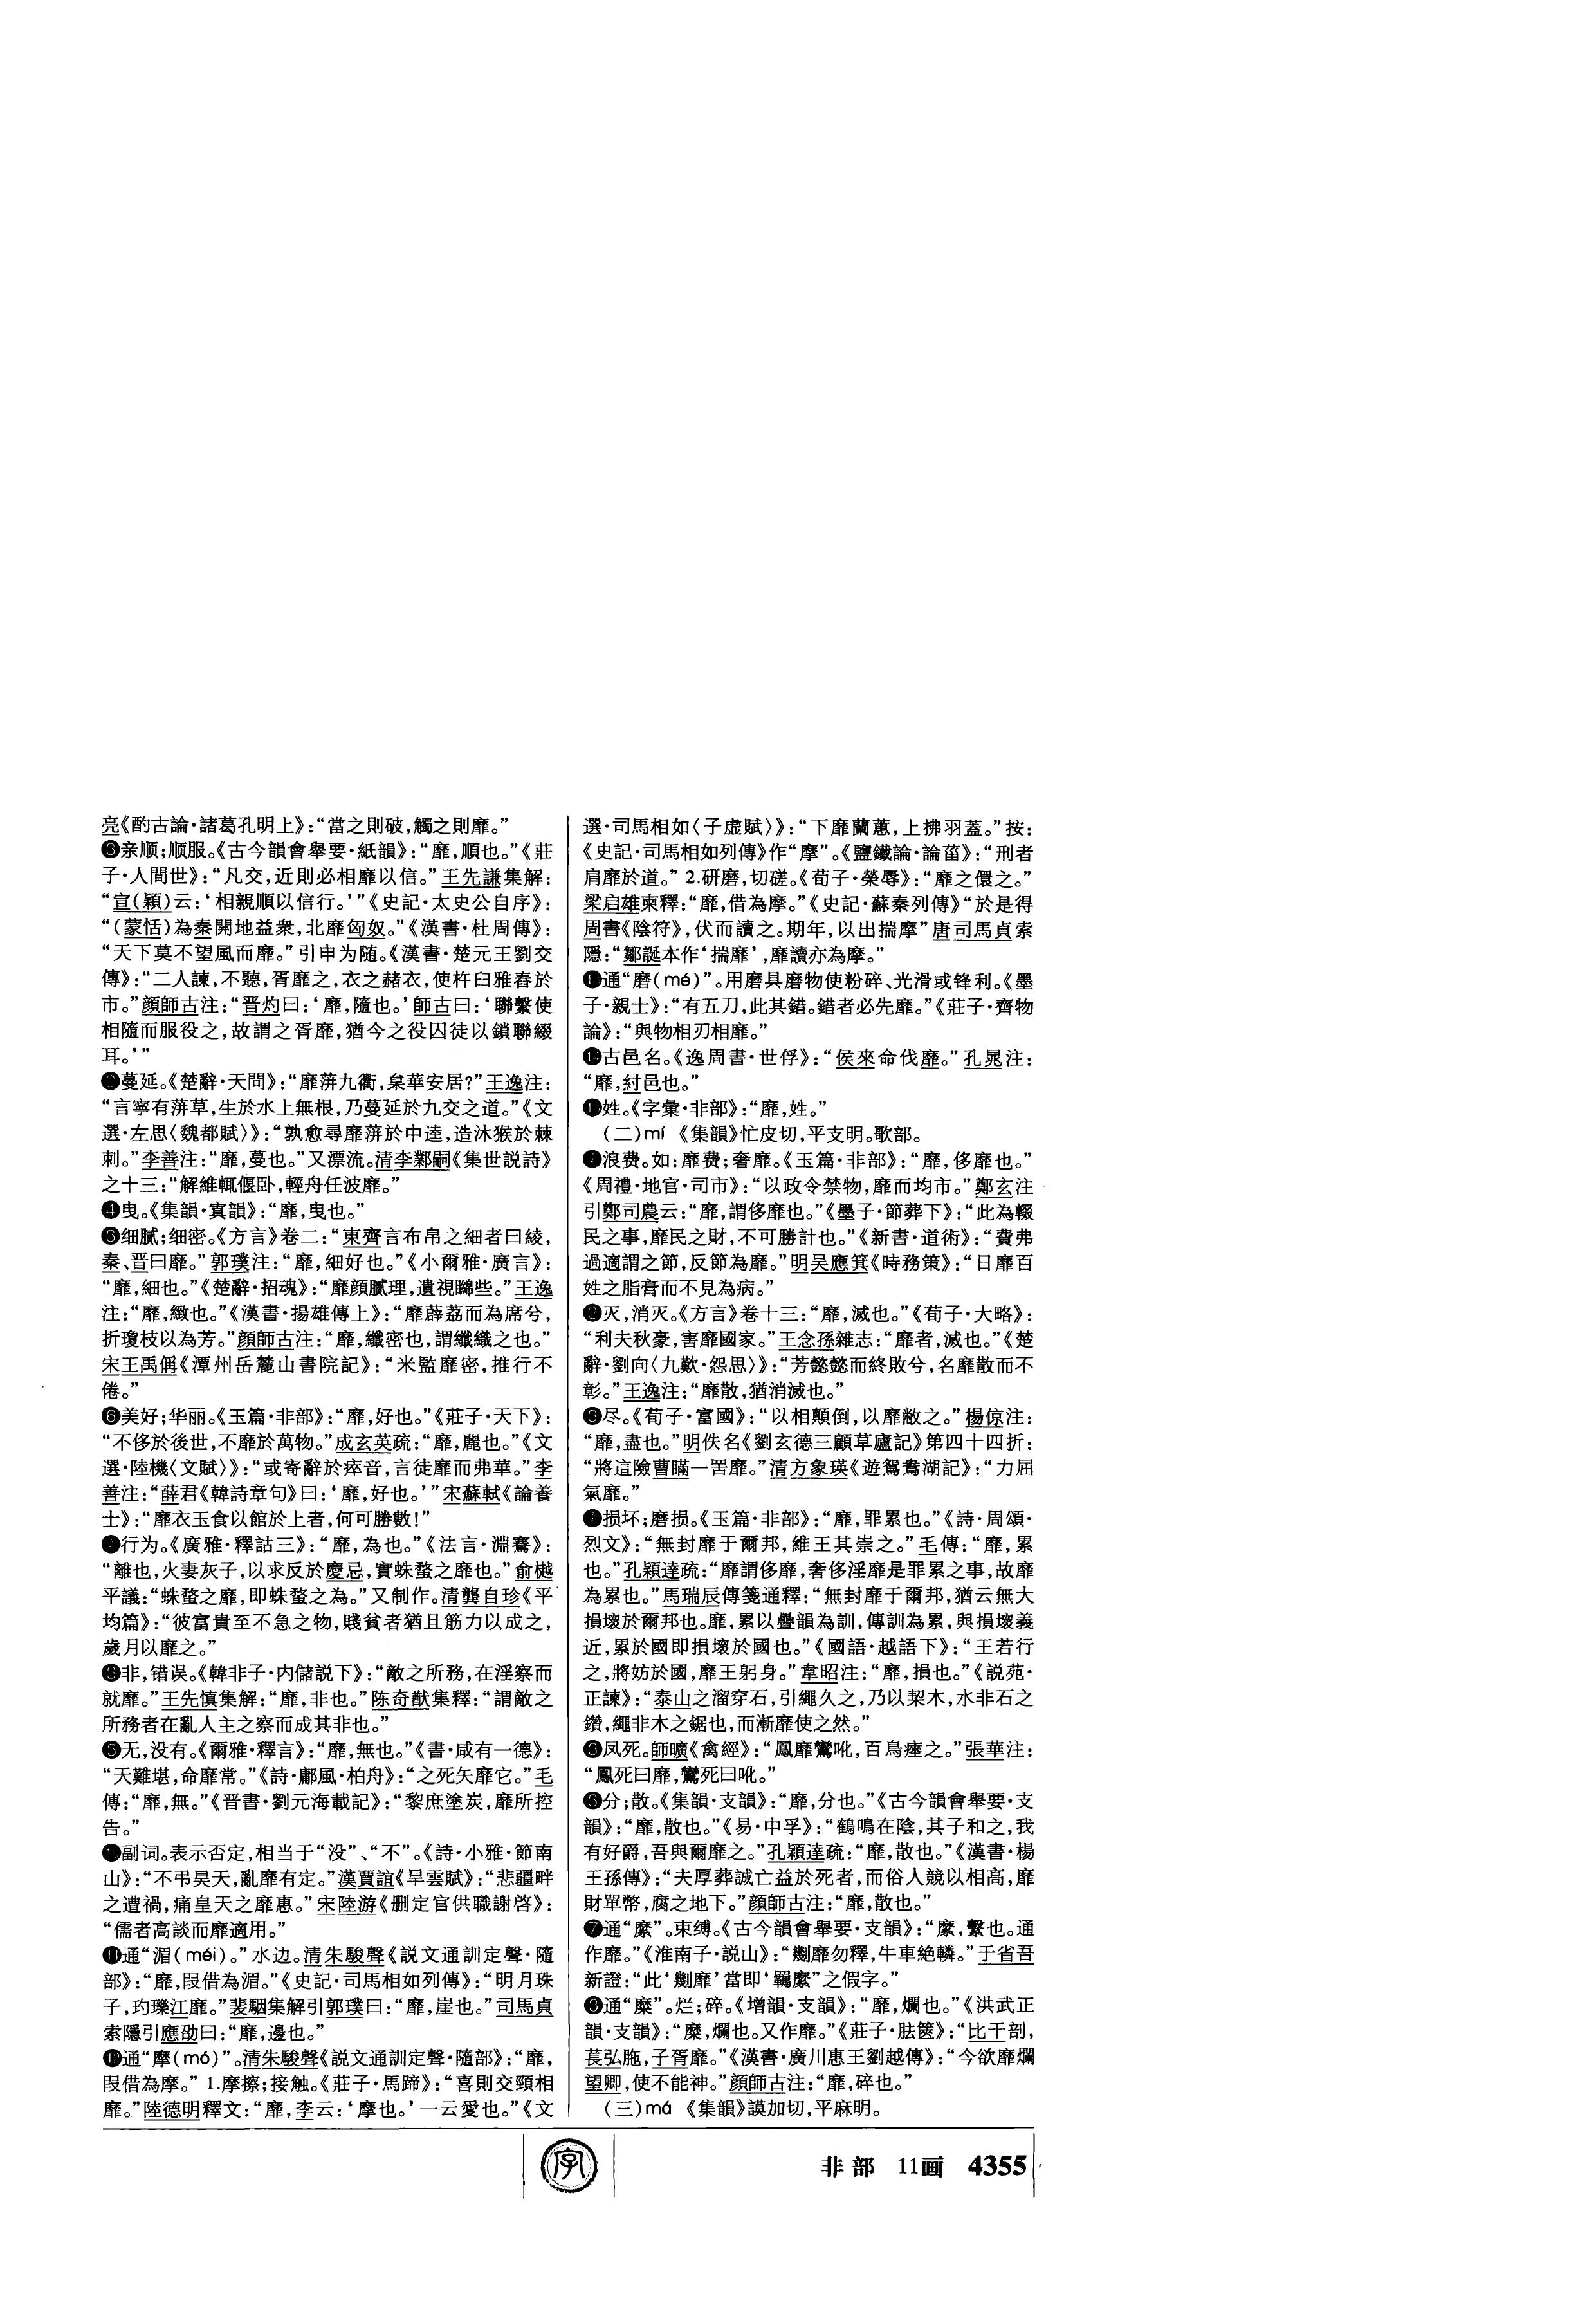 亮《酌古論·諸葛孔明上》：“當之則破，觸之則靡。”
❸亲顺；顺服。《古今韻會舉要·紙韻》：“靡，順也。”《莊
子·人間世》：“凡交，近則必相靡以信。”王先謙集解：
“宣(穎)云：‘相親順以信行。’”《史記·太史公自序》：
“(蒙恬)為秦開地益衆，北靡匈奴。”《漢書·杜周傳》：
“天下莫不望風而靡。”引申为随。《漢書·楚元王劉交
傳》：“二人諫，不聽，胥靡之，衣之赭衣，使杵臼雅舂於
市。”顔師古注：“晋灼曰：‘靡，隨也。’師古曰：‘聯繫使
相隨而服役之，故謂之胥靡，猶今之役囚徒以鎖聯綴
耳。’”
蔓延。《楚辭·天問》：“靡蓱九衢，枲華安居？”王逸注：
“言寧有蓱草，生於水上無根，乃蔓延於九交之道。”《文
選·左思〈魏都賦〉》：“孰愈尋靡蓱於中逵，造沐猴於棘
刺。”李善注：“靡，蔓也。”又漂流。清李鄴嗣《集世説詩》
之十三：“解維輒偃卧，輕舟任波靡。”
❹曳。《集韻·寘韻》：“靡，曳也。”
❺细腻；细密。《方言》卷二：“東齊言布帛之細者曰綾，
秦、晋曰靡。”郭璞注：“靡，細好也。”《小爾雅·廣言》：
“靡，細也。”《楚辭·招魂》：“靡顔膩理，遺視矊些。”王逸
注：“靡，緻也。”《漢書·揚雄傳上》：“靡薜荔而為席兮，
折瓊枝以為芳。”顔師古注：“靡，纖密也，謂纖織之也。”
宋王禹偁《潭州岳麓山書院記》：“米監靡密，推行不
倦。”
❻美好；华丽。《玉篇·非部》：“靡，好也。”《莊子·天下》：
“不侈於後世，不靡於萬物。”成玄英疏：“靡，麗也。”《文
選·陸機〈文賦〉》：“或寄辭於瘁音，言徒靡而弗華。”李
善注：“薛君《韓詩章句》曰：‘靡，好也。’”宋蘇軾《論養
士》：“靡衣玉食以館於上者，何可勝數！”
❼行为。《廣雅·釋詁三》：“靡，為也。”《法言·淵騫》：
“離也，火妻灰子，以求反於慶忌，實蛛蝥之靡也。”俞樾
平議：“蛛蝥之靡，即蛛蝥之為。”又制作。清龔自珍《平
均篇》：“彼富貴至不急之物，賤貧者猶且筋力以成之，
歲月以靡之。”
非，错误。《韓非子·内儲説下》：“敵之所務，在淫察而
就靡。”王先慎集解：“靡，非也。”陈奇猷集釋：“謂敵之
所務者在亂人主之察而成其非也。”
无，没有。《爾雅·釋言》：“靡，無也。”《書·咸有一德》：
“天難堪，命靡常。”《詩·鄘風·柏舟》：“之死矢靡它。”毛
傳：“靡，無。”《晋書·劉元海載記》：“黎庶塗炭，靡所控
告。”
副词。表示否定，相当于“没”、“不”。《詩·小雅·節南
山》：“不弔昊天，亂靡有定。”漢賈誼《旱雲賦》：“悲疆畔
之遭禍，痛皇天之靡惠。”宋陸游《删定官供職謝啓》：
“儒者高談而靡適用。”
⓫通“湄(méi)。”水边。清朱駿聲《説文通訓定聲·隨
部》：“靡，叚借為湄。”《史記·司馬相如列傳》：“明月珠
子，玓瓅江靡。”裴駰集解引郭璞曰：“靡，崖也。”司馬貞
索隱引應劭曰：“靡，邊也。”
⓬通“摩(mó)”。清朱駿聲《説文通訓定聲·隨部》：“靡，
叚借為摩。” 1.摩擦；接触。《莊子·馬蹄》：“喜則交頸相
靡。”陸德明釋文：“靡，李云：‘摩也。’一云愛也。”《文
選·司馬相如〈子虚賦〉》：“下靡蘭蕙，上拂羽蓋。”按：
《史記·司馬相如列傳》作“摩”。《鹽鐵論·論菑》：“刑者
肩靡於道。” 2.研磨，切磋。《荀子·榮辱》：“靡之儇之。”
梁启雄柬釋：“靡，借為摩。”《史記·蘇秦列傳》“於是得
周書《陰符》，伏而讀之。期年，以出揣摩”唐司馬貞索
隱：“鄒誕本作‘揣靡’，靡讀亦為摩。”
通“磨(mó)”。用磨具磨物使粉碎、光滑或锋利。《墨
子·親士》：“有五刀，此其錯。錯者必先靡。”《莊子·齊物
論》：“與物相刃相靡。”
⓮古邑名。《逸周書·世俘》：“侯來命伐靡。”孔晁注：
“靡，紂邑也。”
姓。《字彙·非部》：“靡，姓。”
(二)mí 《集韻》忙皮切，平支明。歌部。
浪费。如：靡费；奢靡。《玉篇·非部》：“靡，侈靡也。”
《周禮·地官·司市》：“以政令禁物，靡而均市。”鄭玄注
引鄭司農云：“靡，謂侈靡也。”《墨子·節葬下》：“此為輟
民之事，靡民之財，不可勝計也。”《新書·道術》：“費弗
過適謂之節，反節為靡。”明吴應箕《時務策》：“日靡百
姓之脂膏而不見為病。”
❷灭，消灭。《方言》卷十三：“靡，滅也。”《荀子·大略》：
“利夫秋豪，害靡國家。”王念孫雜志：“靡者，滅也。”《楚
辭·劉向〈九歎·怨思〉》：“芳懿懿而終敗兮，名靡散而不
彰。”王逸注：“靡散，猶消滅也。”
❸尽。《荀子·富國》：“以相顛倒，以靡敝之。”楊倞注：
“靡，盡也。”明佚名《劉玄德三顧草廬記》第四十四折：
“將這險曹瞞一罟靡。”清方象瑛《遊鴛鴦湖記》：“力屈
氣靡。”
损坏；磨损。《玉篇·非部》：“靡，罪累也。”《詩·周頌·
烈文》：“無封靡于爾邦，維王其崇之。”毛傳：“靡，累
也。”孔穎達疏：“靡謂侈靡，奢侈淫靡是罪累之事，故靡
為累也。”馬瑞辰傳箋通釋：“無封靡于爾邦，猶云無大
損壞於爾邦也。靡，累以疊韻為訓，傳訓為累，與損壞義
近，累於國即損壞於國也。”《國語·越語下》：“王若行
之，將妨於國，靡王躬身。”韋昭注：“靡，損也。”《説苑·
正諫》：“泰山之溜穿石，引繩久之，乃以栔木，水非石之
鑽，繩非木之鋸也，而漸靡使之然。”
凤死。師曠《禽經》：“鳳靡鸞吪，百鳥瘞之。”張華注：
“鳳死曰靡，鸞死曰吪。”
分；散。《集韻·支韻》：“靡，分也。”《古今韻會舉要·支
韻》：“靡，散也。”《易·中孚》：“鶴鳴在陰，其子和之，我
有好爵，吾與爾靡之。”孔穎達疏：“靡，散也。”《漢書·楊
王孫傳》：“夫厚葬誠亡益於死者，而俗人競以相高，靡
財單幣，腐之地下。”顔師古注：“靡，散也。”
❼通“縻”。束缚。《古今韻會舉要·支韻》：“縻，繫也。通
作靡。”《淮南子·説山》：“剿靡勿釋，牛車絶轔。”于省吾
新證：“此‘剿靡’當即‘羈縻”之假字。”
通“糜”。烂；碎。《增韻·支韻》：“靡，爛也。”《洪武正
韻·支韻》：“糜，爛也。又作靡。”《莊子·胠篋》：“比干剖，
萇弘胣，子胥靡。”《漢書·廣川惠王劉越傳》：“今欲靡爛
望卿，使不能神。”顔師古注：“靡，碎也。”
(三)má 《集韻》謨加切，平麻明。
字
非部 11画 4355